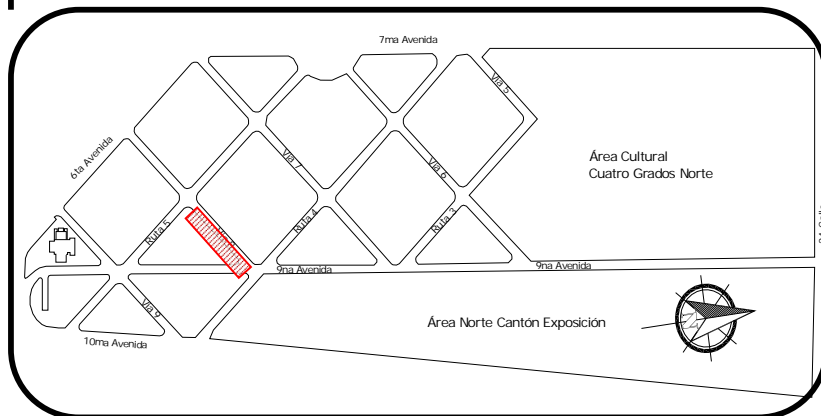 7ma Avenida
Vía 5
6ta Avenida
Vía 7
Vía 6
Área Cultural
Cuatro Grados Norte
Ruta 5
Ruta 4
Ruta 3
9na Avenida
9na Avenida
Vía 9
Área Norte Cantón Exposición
10ma Avenida